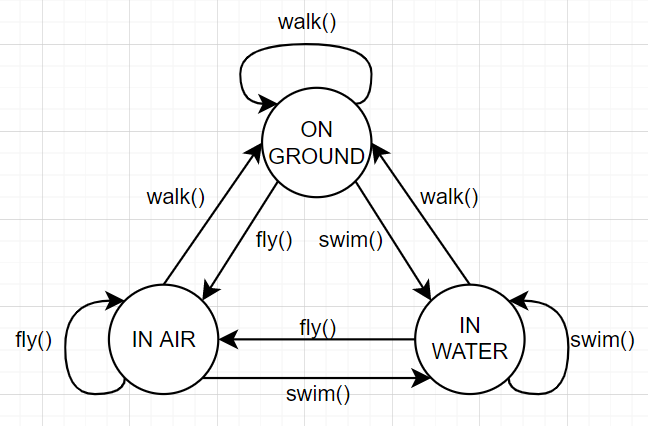 walk()
ON
GROUND
walk()
walk()
fly()
swim()
fly()
IN AIR
fly()
IN
WATER
swim()
swim()